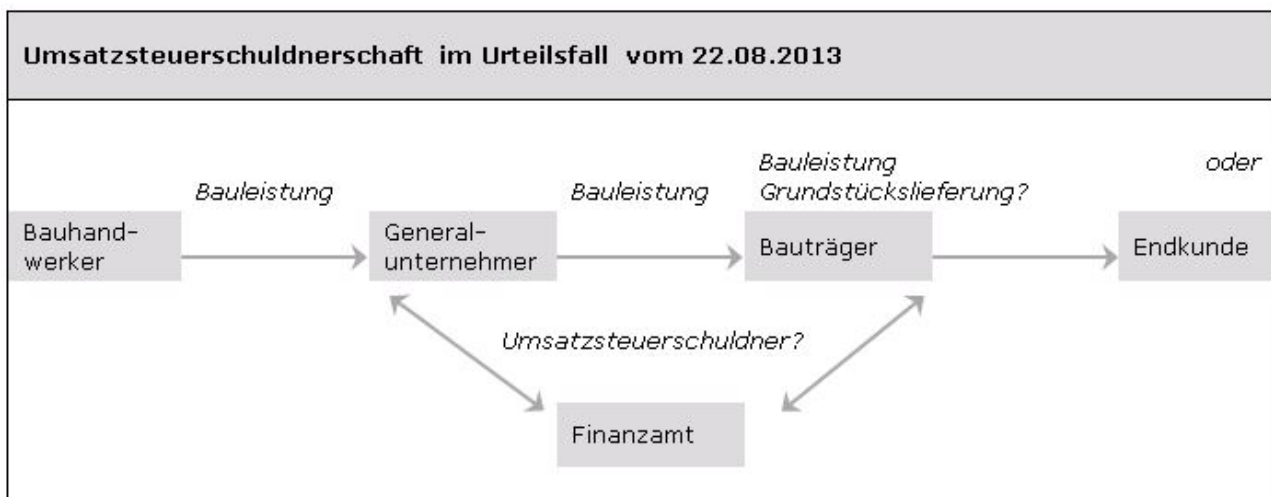 Umsatzsteuerschuldnerschaft im Urteilsfall vom 22.08.2013
Bauleistung oder
Grundstückslieferung?
Bauleistung
Bauleistung
Bauhand-
werker
General-
unternehmer
Bauträger
Endkunde
Umsatzsteuerschuldner?
Finanzamt